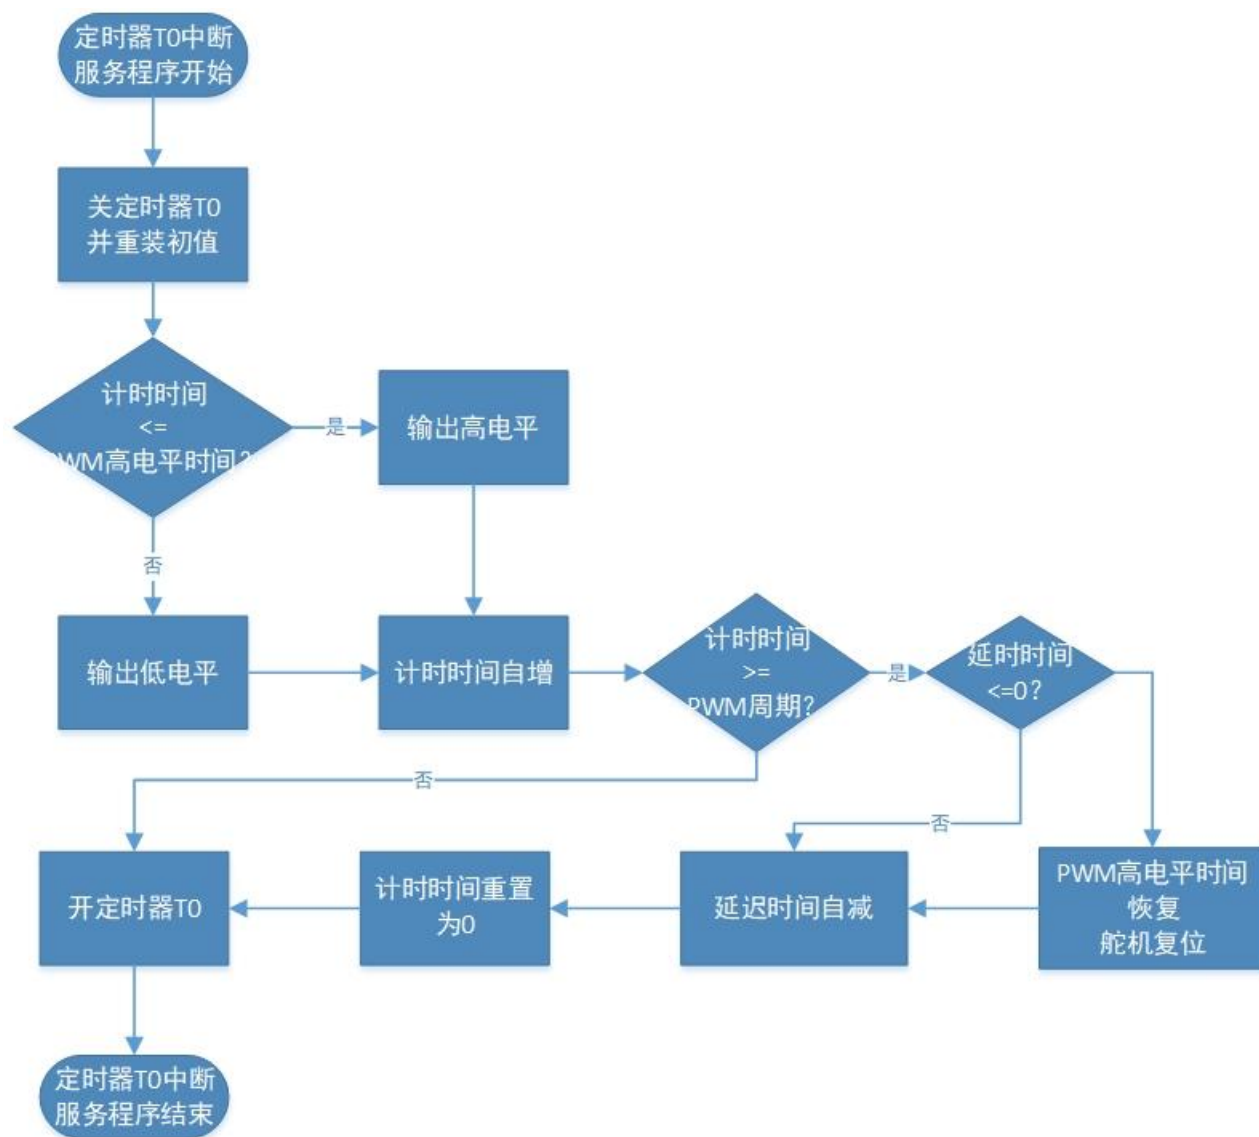 定时器T0中断
服务程序开始
关定时器T0
并重装初值
计时时间
<=
PWM高电平时间?
是
输出高电平
否
输出低电平
计时时间自增
计时时间
>=
PWM周期?
是
延时时间
<=0?
否
否
开定时器T0
计时时间重置
为0
延迟时间自减
PWM高电平时间
恢复
舵机复位
定时器T0中断
服务程序结束